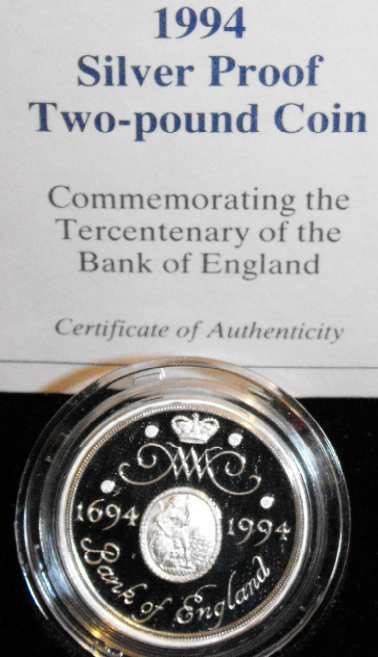 1994
Silver Proof
Two-pound Coin
Commemorating the
Tercentenary of the
Bank of England
Certificate of Authenticity
1694 1994
Bank of England